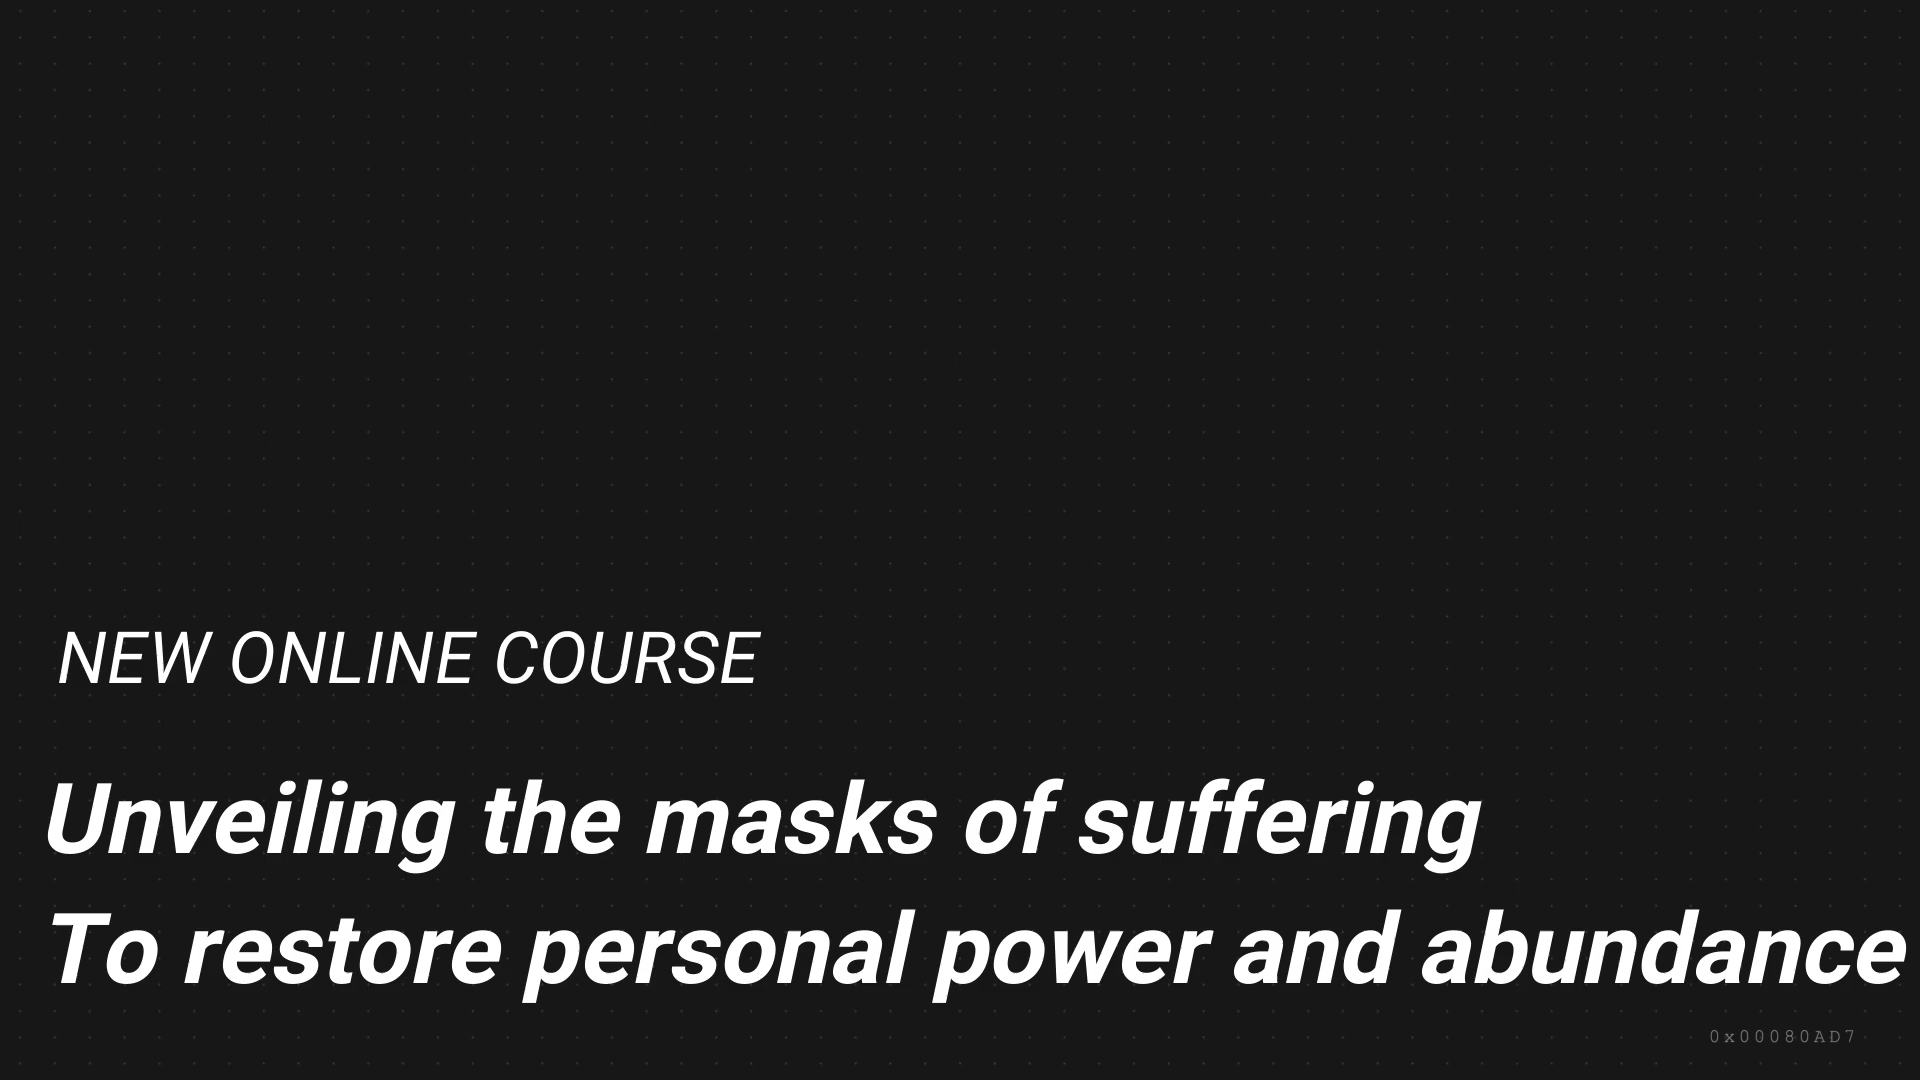 NEW ONLINE COURSE
Unveiling the masks of suffering
To restore personal power and abundance
0x00080AD7